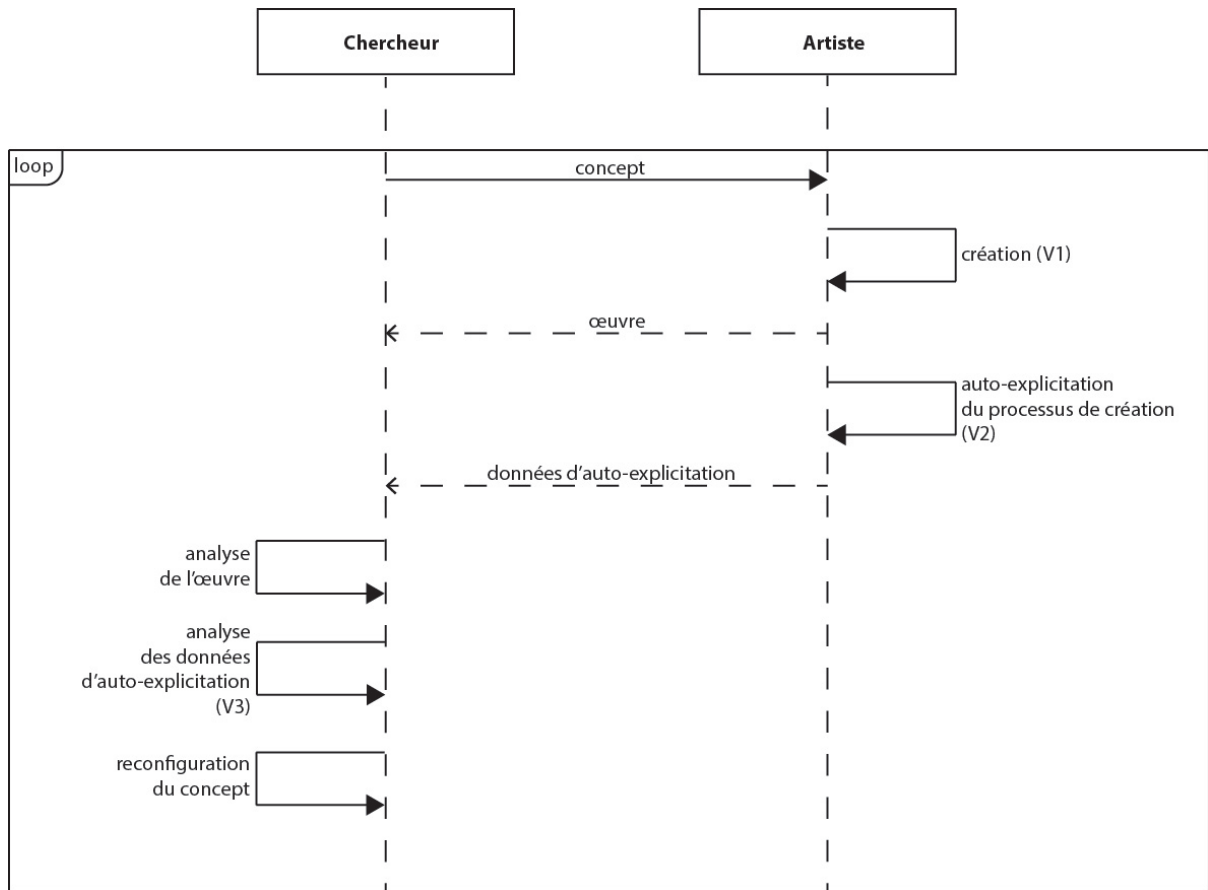 Chercheur
Artiste
loop
concept
création (V1)
œuvre
auto-explicitation
du processus de création
(V2)
données d’auto-explicitation
analyse
de l’œuvre
analyse
des données
d’auto-explicitation
(V3)
reconfiguration
du concept